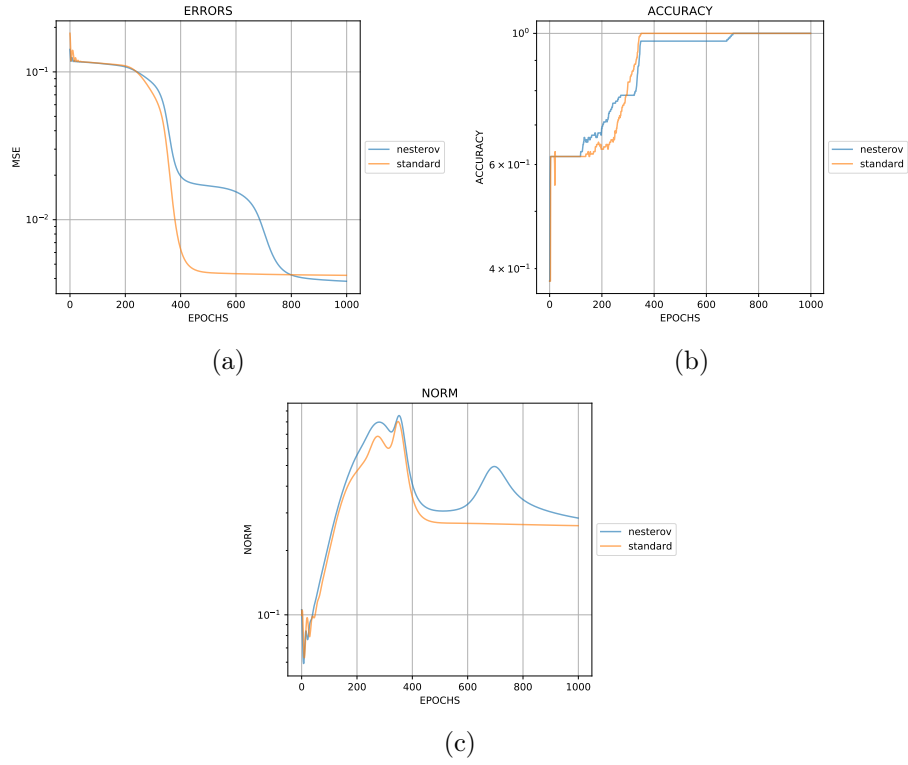 ERRORS
10⁻¹
10⁻²
MSE
0 200 400 600 800 1000
EPOCHS
nesterov
standard
(a)
ACCURACY
10⁰
6 × 10⁻¹
4 × 10⁻¹
ACCURACY
0 200 400 600 800 1000
EPOCHS
nesterov
standard
(b)
NORM
10⁻¹
NORM
0 200 400 600 800 1000
EPOCHS
nesterov
standard
(c)